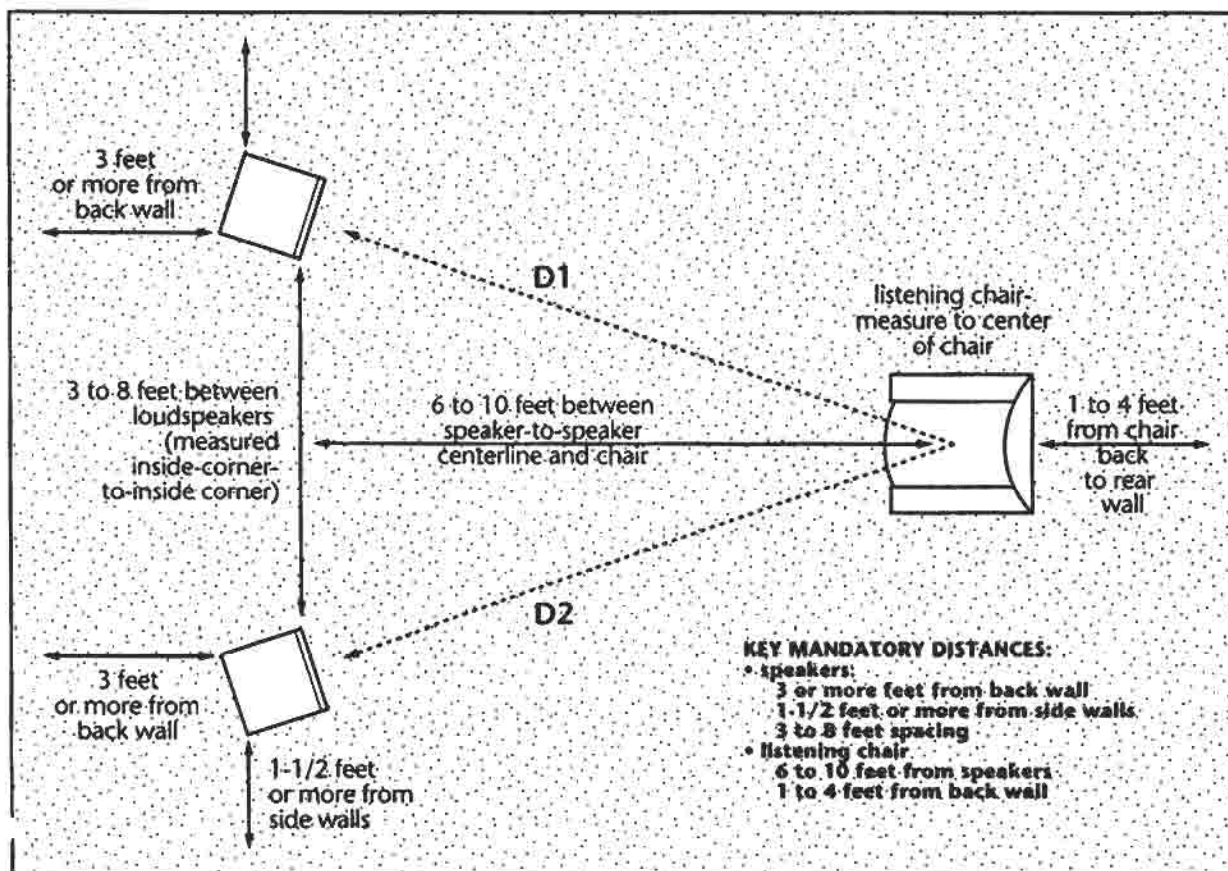 3 feet
or more from
back wall
D1
listening chair-
measure to center
of chair
3 to 8 feet between
loudspeakers
(measured
inside-corner-
to-inside corner)
6 to 10 feet between
speaker-to-speaker
centerline and chair
1 to 4 feet
from chair
back
to rear
wall
D2
3 feet
or more from
back wall
1-1/2 feet
or more from
side walls
KEY MANDATORY DISTANCES:
• speakers:
3 or more feet from back wall
1-1/2 feet or more from side walls
3 to 8 feet spacing
• listening chair
6 to 10 feet from speakers
1 to 4 feet from back wall